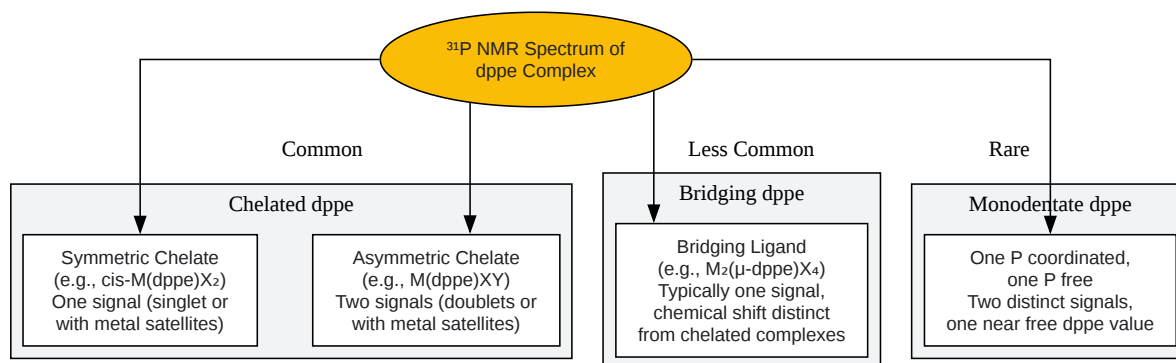 ³¹P NMR Spectrum of
dppe Complex
Common
Less Common
Rare
Chelated dppe
Symmetric Chelate
(e.g., cis-M(dppe)X₂)
One signal (singlet or
with metal satellites)
Asymmetric Chelate
(e.g., M(dppe)XY)
Two signals (doublets or
with metal satellites)
Bridging dppe
Bridging Ligand
(e.g., M₂(μ-dppe)X₄)
Typically one signal,
chemical shift distinct
from chelated complexes
Monodentate dppe
One P coordinated,
one P free
Two distinct signals,
one near free dppe value